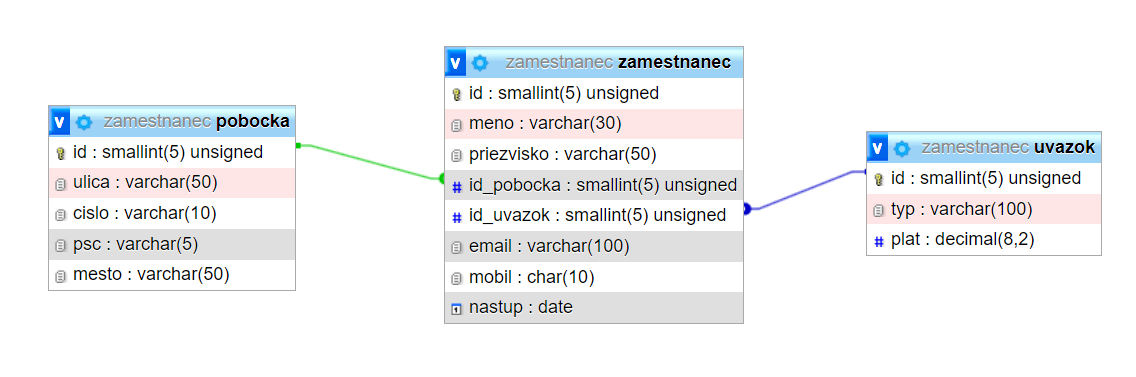 zamestnanec pobocka
id : smallint(5) unsigned
ulica : varchar(50)
cislo : varchar(10)
psc : varchar(5)
mesto : varchar(50)
v zamestnanec zamestnanec
id : smallint(5) unsigned
meno : varchar(30)
priezvisko : varchar(50)
# id_pobocka : smallint(5) unsigned
# id_uvazok : smallint(5) unsigned
email : varchar(100)
mobil : char(10)
nastup : date
v zamestnanec uvazok
id : smallint(5) unsigned
typ : varchar(100)
# plat : decimal(8,2)